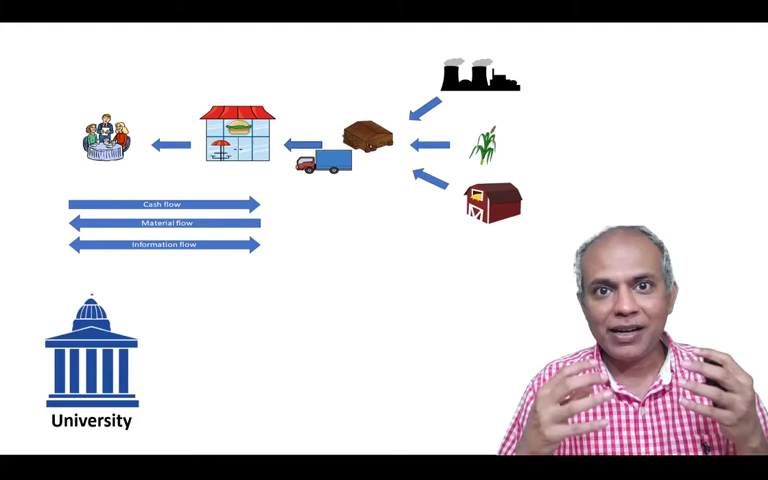 Cash flow
Material flow
Information flow
University